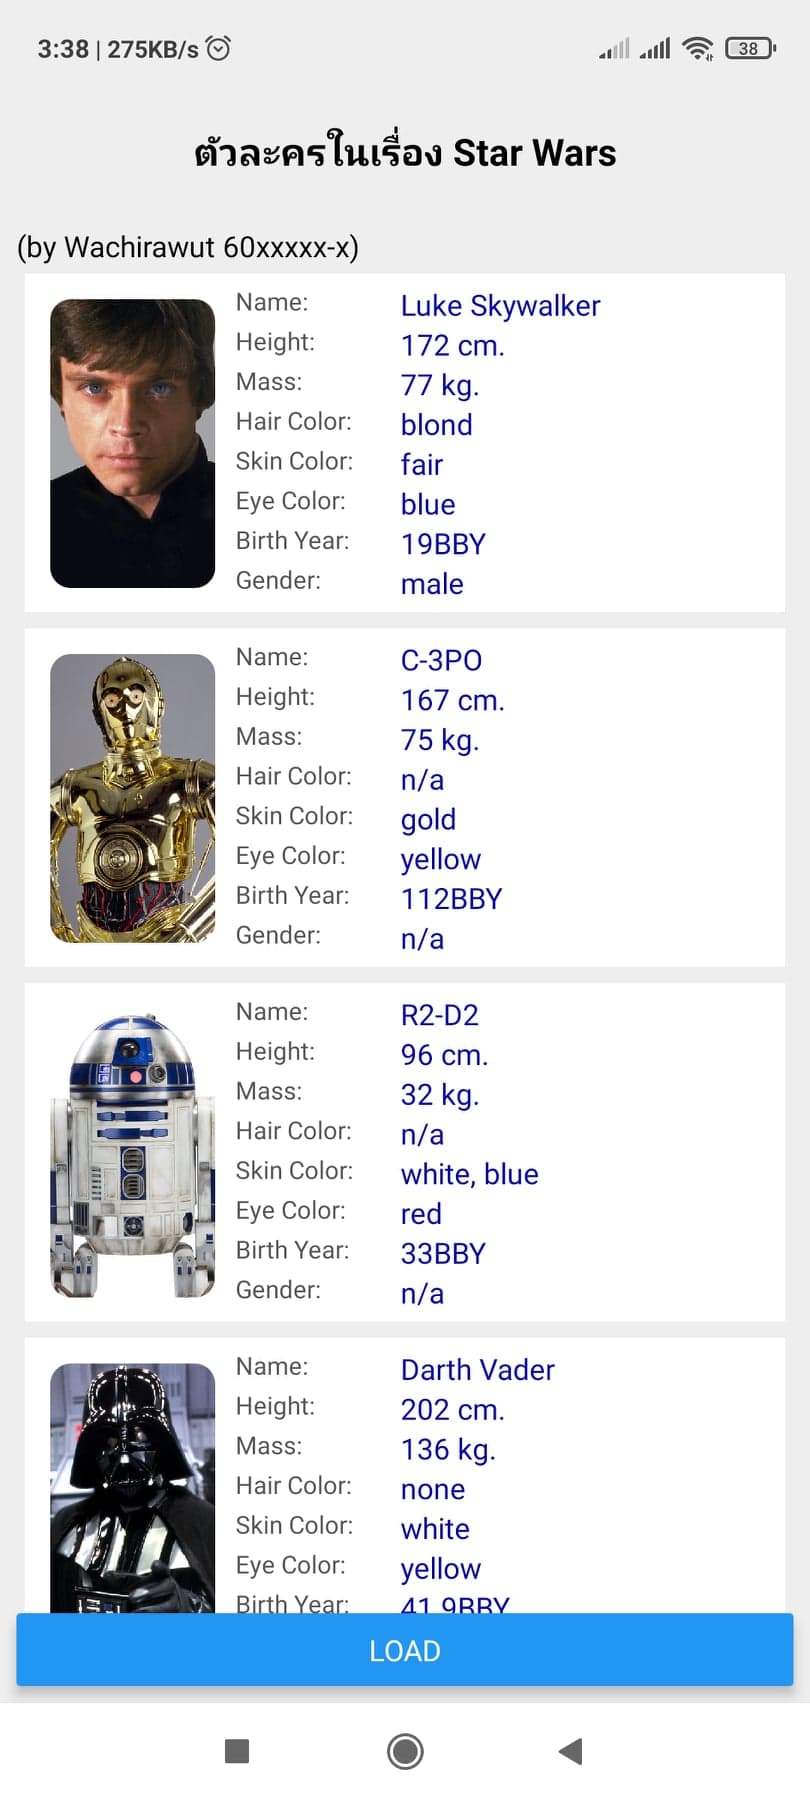 3:38 | 275KB/s
38
ตัวละครในเรื่อง Star Wars
(by Wachirawut 60xxxxx-x)
Name: Luke Skywalker
Height: 172 cm.
Mass: 77 kg.
Hair Color: blond
Skin Color: fair
Eye Color: blue
Birth Year: 19BBY
Gender: male
Name: C-3PO
Height: 167 cm.
Mass: 75 kg.
Hair Color: n/a
Skin Color: gold
Eye Color: yellow
Birth Year: 112BBY
Gender: n/a
Name: R2-D2
Height: 96 cm.
Mass: 32 kg.
Hair Color: n/a
Skin Color: white, blue
Eye Color: red
Birth Year: 33BBY
Gender: n/a
Name: Darth Vader
Height: 202 cm.
Mass: 136 kg.
Hair Color: none
Skin Color: white
Eye Color: yellow
Birth Year: 41.9BBY
LOAD